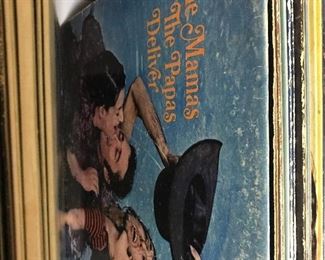 e Mamas
The Papas
Deliver